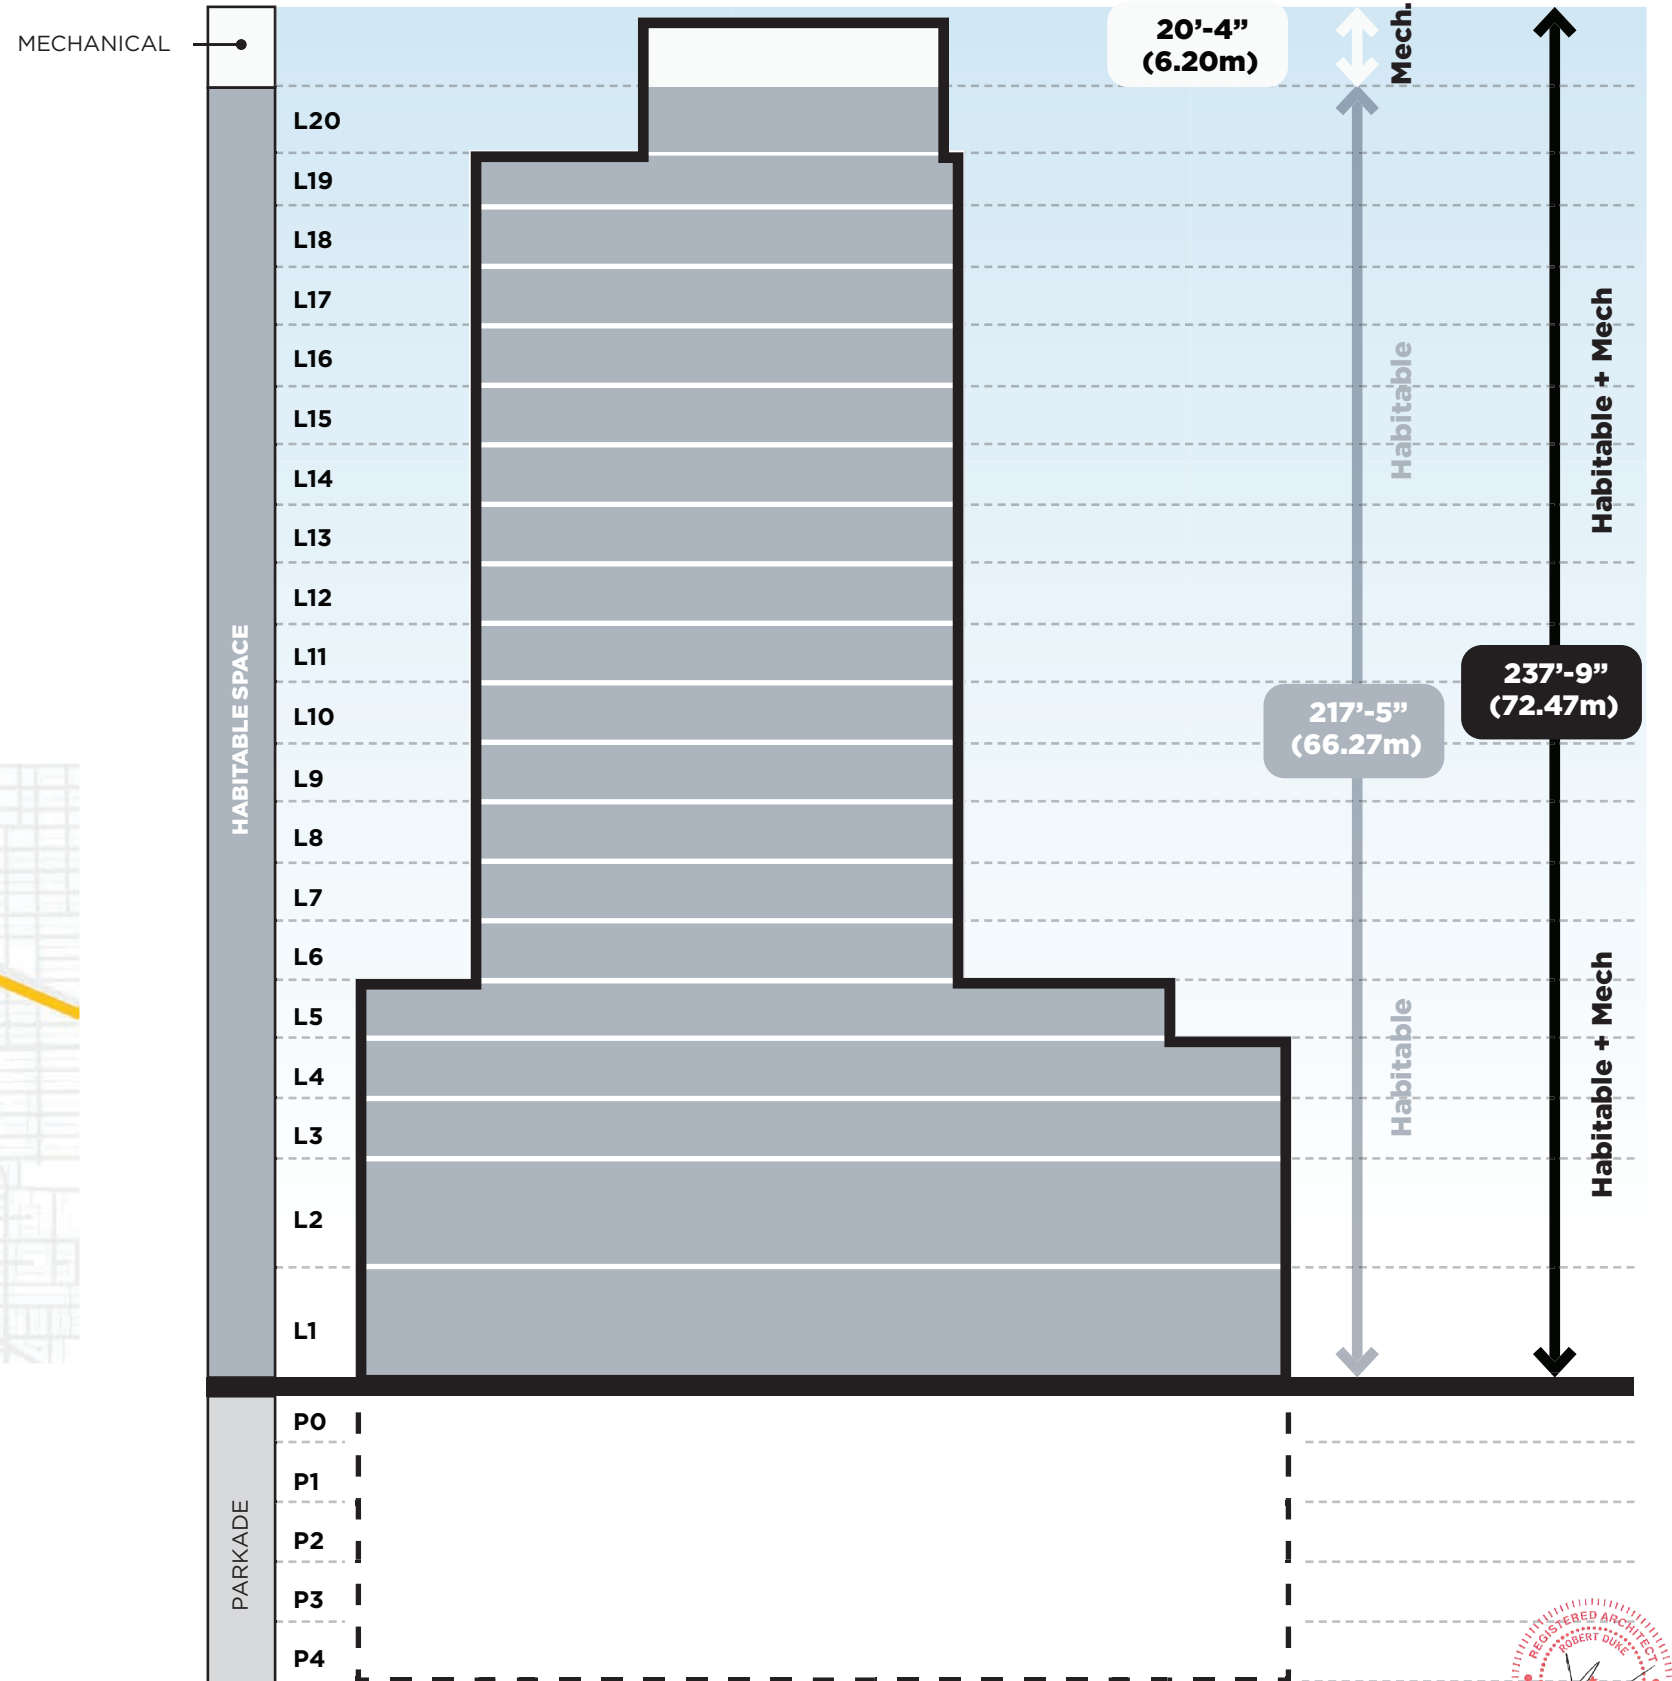 MECHANICAL
20’-4”
(6.20m)
Mech.
L20
L19
L18
L17
L16
L15
L14
L13
L12
L11
L10
L9
L8
L7
L6
L5
L4
L3
L2
L1
HABITABLE SPACE
Habitable
Habitable + Mech
217’-5”
(66.27m)
237’-9”
(72.47m)
Habitable
Habitable + Mech
P0
P1
P2
P3
P4
PARKADE
REGISTERED ARCHITECT
ROBERT DUKE